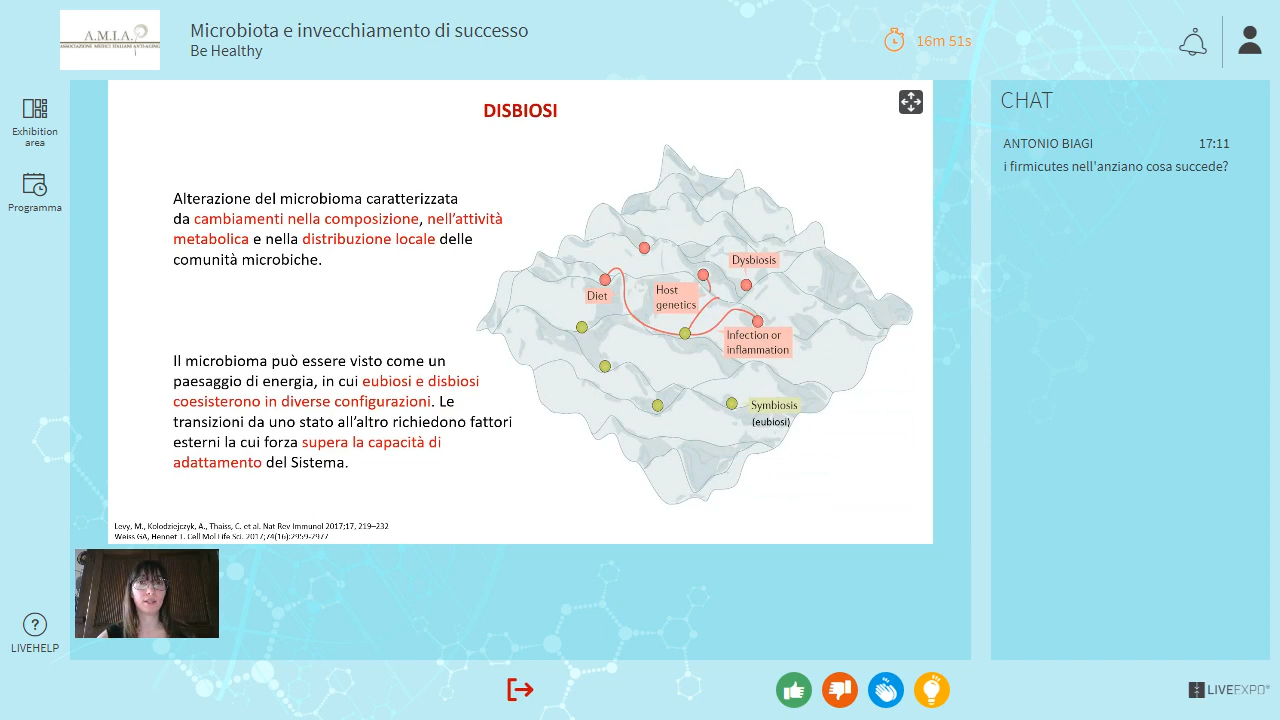 A.M.I.A.
ASSOCIAZIONE MEDICI ITALIANI ANTI-AGING
Microbiota e invecchiamento di successo
Be Healthy
16m 51s
Exhibition
area
Programma
LIVEHELP
DISBIOSI
Alterazione del microbioma caratterizzata
da cambiamenti nella composizione, nell'attività
metabolica e nella distribuzione locale delle
comunità microbiche.
Il microbioma può essere visto come un
paesaggio di energia, in cui eubiosi e disbiosi
coesisterono in diverse configurazioni. Le
transizioni da uno stato all'altro richiedono fattori
esterni la cui forza supera la capacità di
adattamento del Sistema.
Dysbiosis
Diet
Host
genetics
Infection or
inflammation
Symbiosis
(eubiosi)
Levy, M., Kolodziejczyk, A., Thaiss, C. et al. Nat Rev Immunol 2017;17, 219–232
Weiss GA, Hennet T. Cell Mol Life Sci. 2017;74(16):2959-2977
CHAT
ANTONIO BIAGI 17:11
i firmicutes nell'anziano cosa succede?
LIVEEXPO®